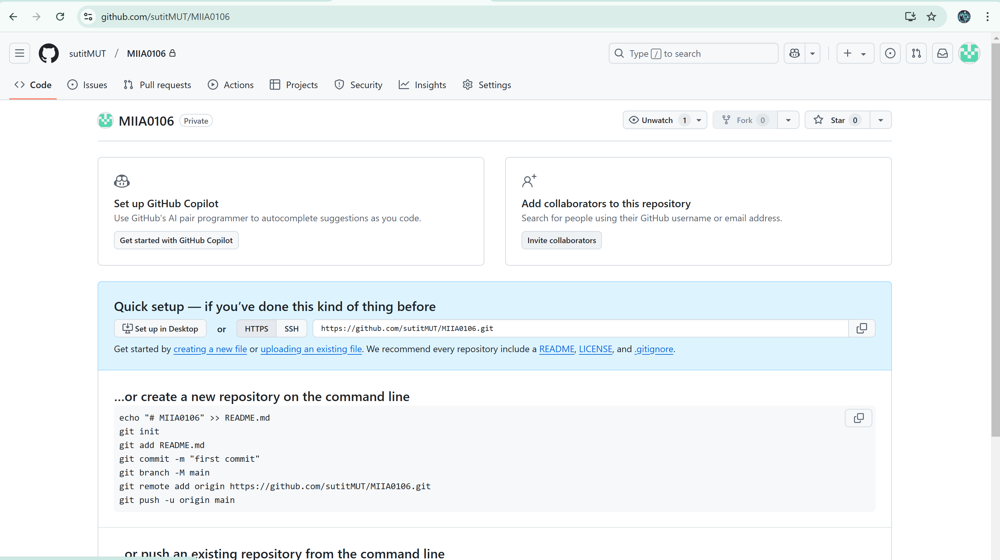 github.com/sutitMUT/MIIA0106
sutitMUT / MIIA0106
Type / to search
Code Issues Pull requests Actions Projects Security Insights Settings
MIIA0106 Private
Unwatch 1 Fork 0 Star 0
Set up GitHub Copilot
Use GitHub's AI pair programmer to autocomplete suggestions as you code.
Get started with GitHub Copilot
Add collaborators to this repository
Search for people using their GitHub username or email address.
Invite collaborators
Quick setup — if you’ve done this kind of thing before
Set up in Desktop or HTTPS SSH https://github.com/sutitMUT/MIIA0106.git
Get started by creating a new file or uploading an existing file. We recommend every repository include a README, LICENSE, and .gitignore.
…or create a new repository on the command line
echo "# MIIA0106" >> README.md
git init
git add README.md
git commit -m "first commit"
git branch -M main
git remote add origin https://github.com/sutitMUT/MIIA0106.git
git push -u origin main
or push an existing repository from the command line